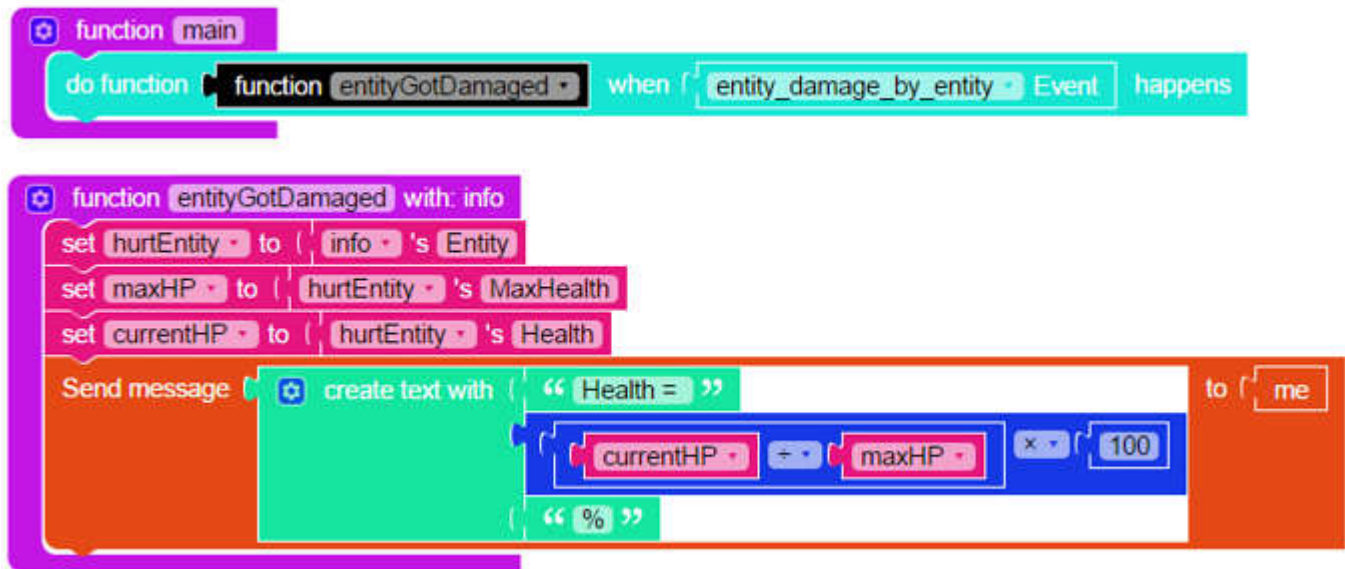 function main
do function function entityGotDamaged when entity_damage_by_entity Event happens
function entityGotDamaged with: info
set hurtEntity to info 's Entity
set maxHP to hurtEntity 's MaxHealth
set currentHP to hurtEntity 's Health
Send message create text with “ Health = ” to me
currentHP ÷ maxHP × 100
“ % ”